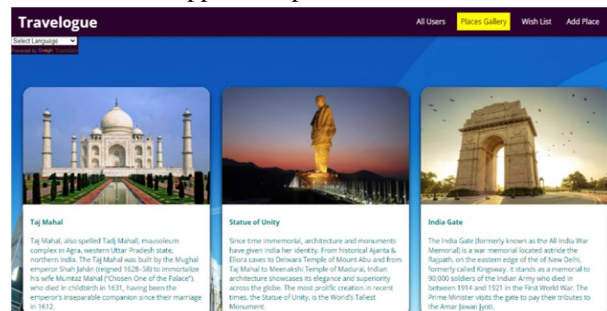 Travelogue
All Users Places Gallery Wish List Add Place
Select Language
Powered by Google Translate
Taj Mahal
Taj Mahal, also spelled Tadj Mahall, mausoleum
complex in Agra, western Uttar Pradesh state,
northern India. The Taj Mahal was built by the Mughal
emperor Shah Jahān (reigned 1628–58) to immortalize
his wife Mumtaz Mahal ("Chosen One of the Palace"),
who died in childbirth in 1631, having been the
emperor's inseparable companion since their marriage
in 1612.
Statue of Unity
Since time immemorial, architecture and monuments
have given India her identity. From historical Ajanta &
Ellora caves to Delwara Temple of Mount Abu and from
Taj Mahal to Meerakshi Temple of Madurai, Indian
architecture showcases its elegance and superiority
across the globe. The most prolific creation in recent
times, the Statue of Unity, is the World's Tallest
Monument.
India Gate
The India Gate (formerly known as the All India War
Memorial) is a war memorial located astride the
Rajpath, on the eastern edge of the of New Delhi,
formerly called Kingsway. It stands as a memorial to
90,000 soldiers of the Indian Army who died in
between 1914 and 1921 in the First World War. The
Prime Minister visits the gate to pay their tributes to
the Amar Jawan Jyoti.